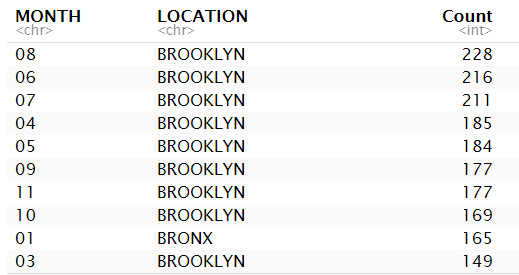 MONTH LOCATION Count
<chr> <chr> <int>
08 BROOKLYN 228
06 BROOKLYN 216
07 BROOKLYN 211
04 BROOKLYN 185
05 BROOKLYN 184
09 BROOKLYN 177
11 BROOKLYN 177
10 BROOKLYN 169
01 BRONX 165
03 BROOKLYN 149